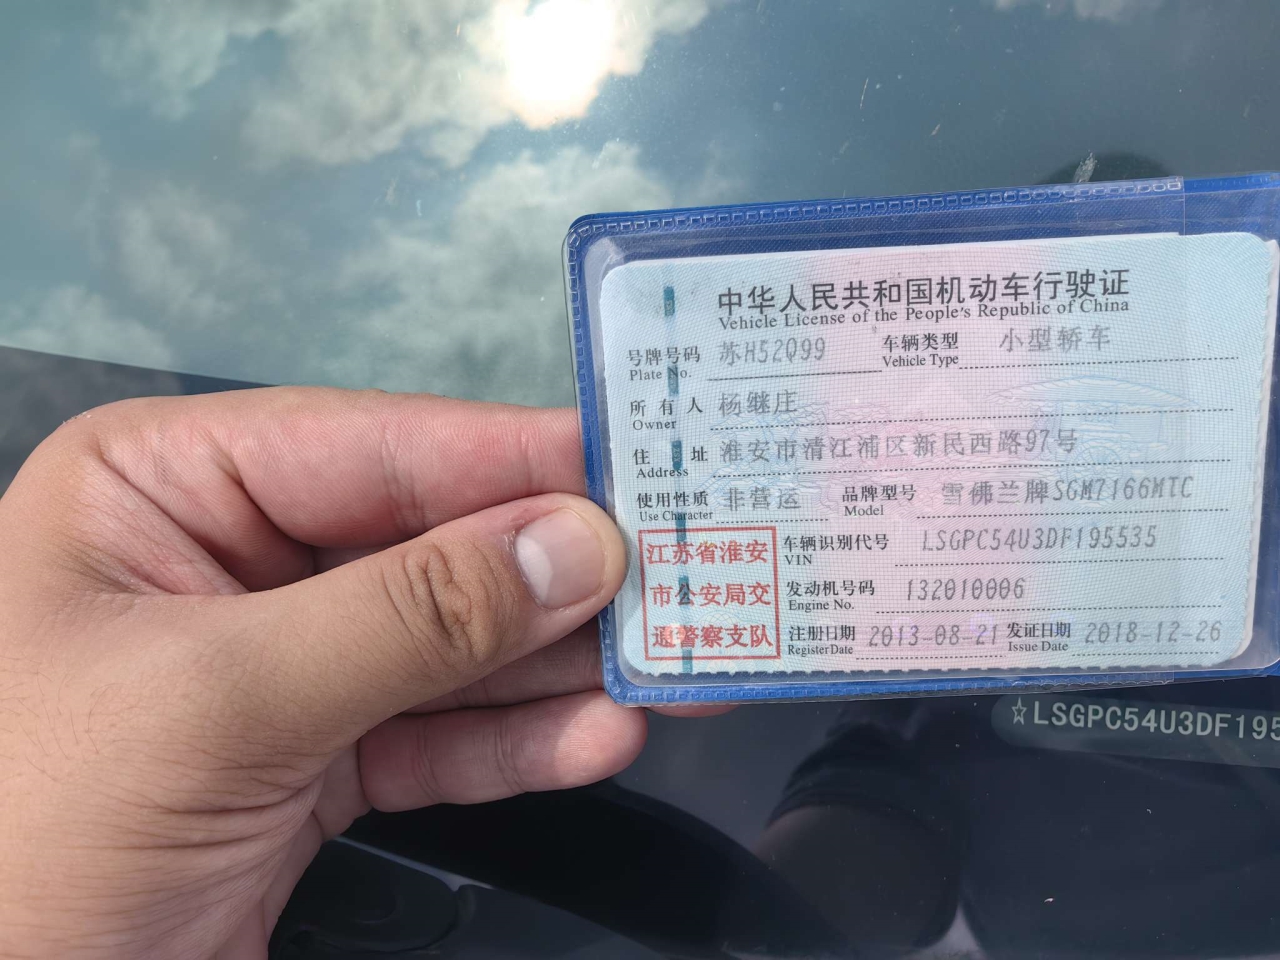 中华人民共和国机动车行驶证
Vehicle License of the People's Republic of China
号牌号码 苏H52Q99 车辆类型 小型轿车
Plate No. Vehicle Type
所有人 杨继庄
Owner
住址 淮安市清江浦区新民西路97号
Address
使用性质 非营运 品牌型号 雪佛兰牌SGM7166MTC
Use Character Model
江苏省淮安
市公安局交
通警察支队
车辆识别代号 LSGPC54U3DF195535
VIN
发动机号码 132010006
Engine No.
注册日期 2013-08-21 发证日期 2018-12-26
Register Date Issue Date
☆LSGPC54U3DF195